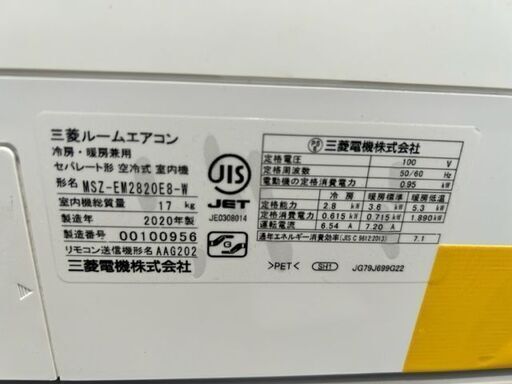 三菱ルームエアコン
冷房・暖房兼用
セパレート形 空冷式 室内機
形名 MSZ-EM2820E8-W
室内機総質量 17 kg
製造年 2020年製
製造番号 00100956
リモコン送信機形名 AAG202
三菱電機株式会社
JIS
JET
JE0308014
G
三菱電機株式会社
定格電圧 100 V
定格周波数 50/60 Hz
電動機の定格消費電力 0.95 kW
冷房 暖房標準 暖房低温
定格能力 2.8 kW 3.6 kW 5.3 kW
定格消費電力 0.615 kW 0.715 kW 1.890 kW
運転電流 6.54 A 7.20 A
通年エネルギー消費効率(JIS C 9612:2013) 7.1
>PET< SH1 JG79J699G22